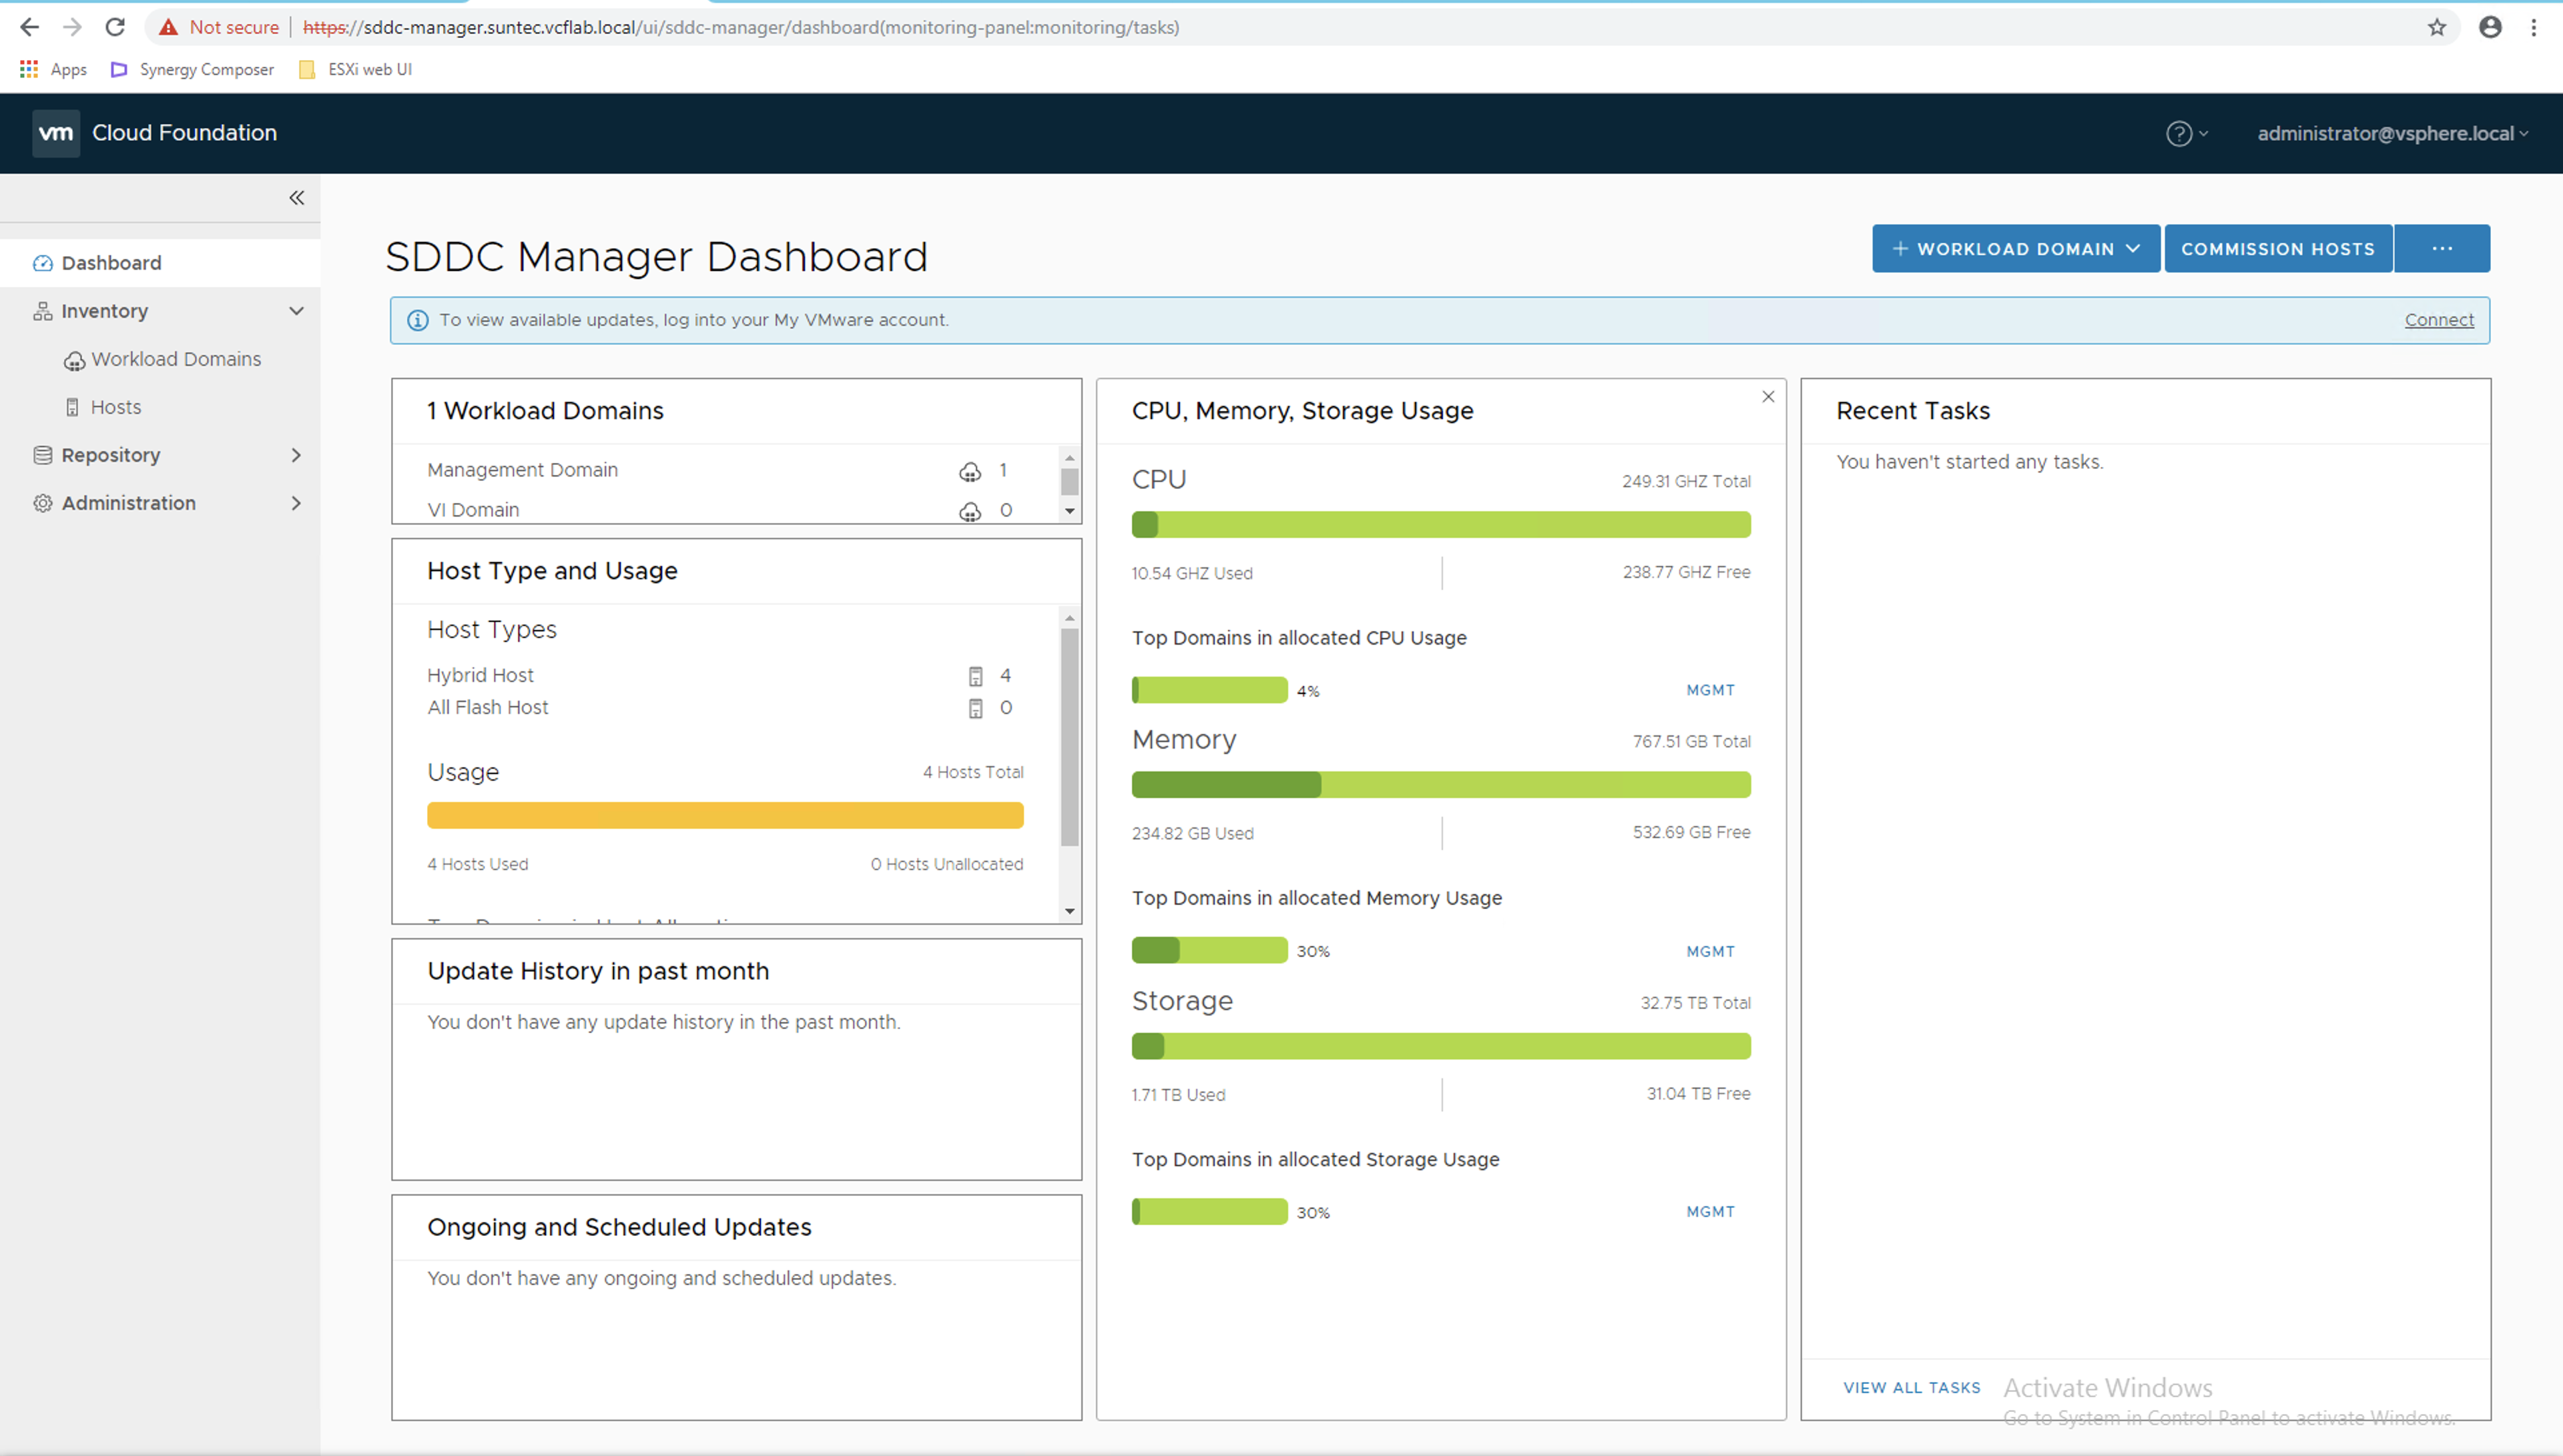 Not secure | https://sddc-manager.suntec.vcflab.local/ui/sddc-manager/dashboard(monitoring-panel:monitoring/tasks)
Apps Synergy Composer ESXi web UI
vm Cloud Foundation
administrator@vsphere.local
Dashboard
Inventory
Workload Domains
Hosts
Repository
Administration
SDDC Manager Dashboard
+ WORKLOAD DOMAIN
COMMISSION HOSTS
...
To view available updates, log into your My VMware account.
Connect
1 Workload Domains
Management Domain 1
VI Domain 0
Host Type and Usage
Host Types
Hybrid Host 4
All Flash Host 0
Usage 4 Hosts Total
4 Hosts Used 0 Hosts Unallocated
Update History in past month
You don't have any update history in the past month.
Ongoing and Scheduled Updates
You don't have any ongoing and scheduled updates.
CPU, Memory, Storage Usage
CPU 249.31 GHZ Total
10.54 GHZ Used 238.77 GHZ Free
Top Domains in allocated CPU Usage
4% MGMT
Memory 767.51 GB Total
234.82 GB Used 532.69 GB Free
Top Domains in allocated Memory Usage
30% MGMT
Storage 32.75 TB Total
1.71 TB Used 31.04 TB Free
Top Domains in allocated Storage Usage
30% MGMT
Recent Tasks
You haven't started any tasks.
VIEW ALL TASKS
Activate Windows
Go to System in Control Panel to activate Windows.